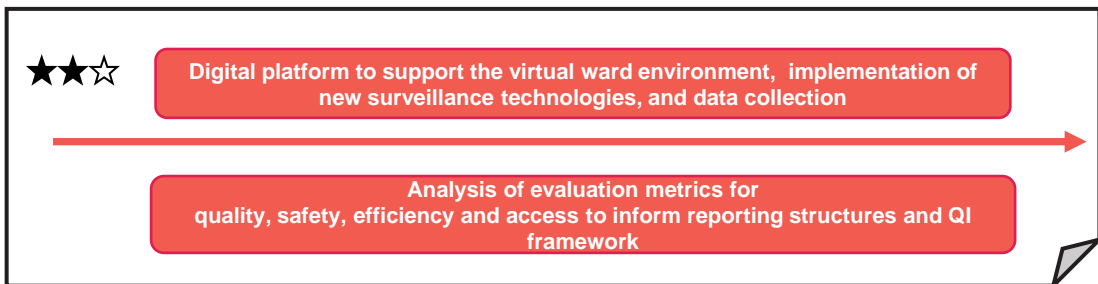 ★★☆
Digital platform to support the virtual ward environment, implementation of
new surveillance technologies, and data collection
Analysis of evaluation metrics for
quality, safety, efficiency and access to inform reporting structures and QI
framework